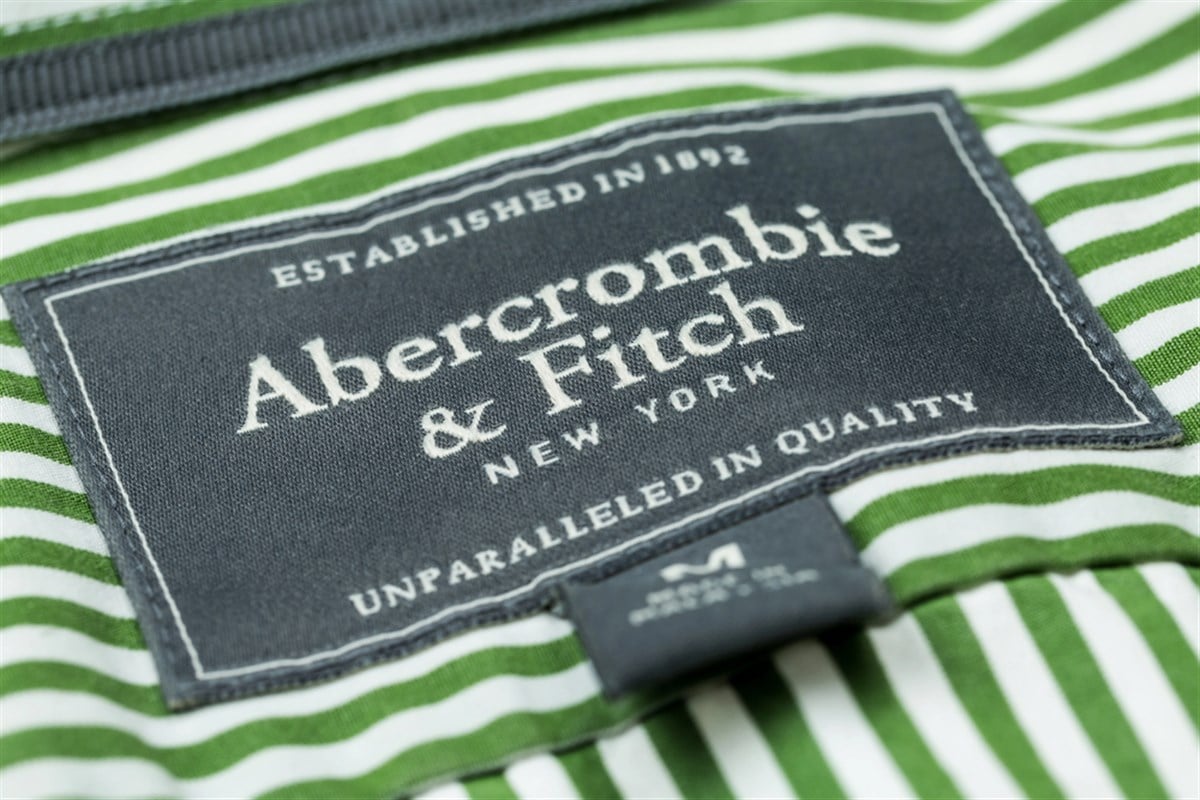 ESTABLISHED IN 1892
Abercrombie
& Fitch
NEW YORK
UNPARALLELED IN QUALITY
M